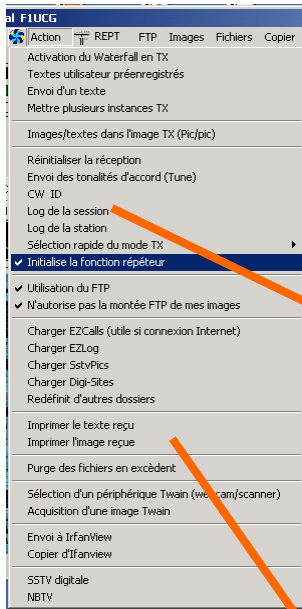 al F1UCG
Action REPT FTP Images Fichiers Copier
Activation du Waterfall en TX
Textes utilisateur préenregistrés
Envoi d'un texte
Mettre plusieurs instances TX
Images/textes dans l'image TX (Pic/pic)
Réinitialiser la réception
Envoi des tonalités d'accord (Tune)
CW ID
Log de la session
Log de la station
Sélection rapide du mode TX
Initialise la fonction répéteur
Utilisation du FTP
N'autorise pas la montée FTP de mes images
Charger EZCalls (utile si connexion Internet)
Charger EZLog
Charger SstvPics
Charger Digi-Sites
Redéfinit d'autres dossiers
Imprimer le texte reçu
Imprimer l'image reçue
Purge des fichiers en excèdent
Sélection d'un périphérique Twain (webcam/scanner)
Acquisition d'une image Twain
Envoi à IrfanView
Copier d'Ifanview
SSTV digitale
NBTV